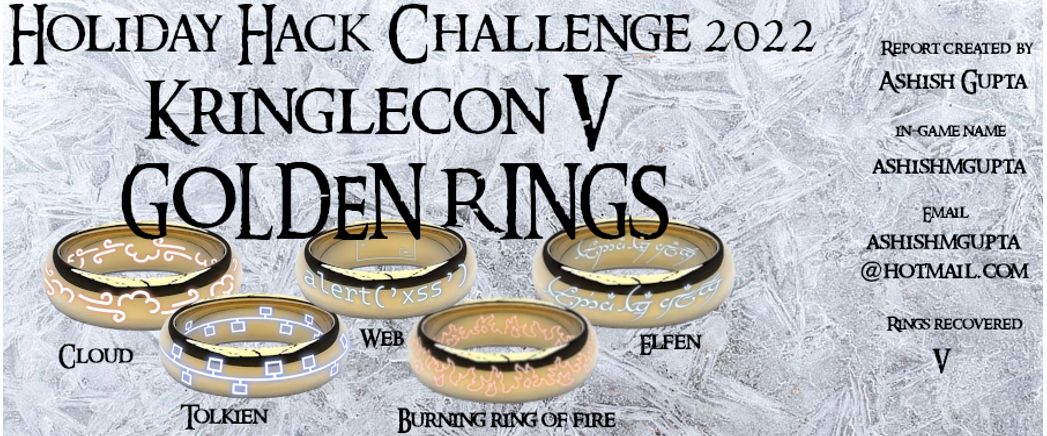 Holiday Hack Challenge 2022
Kringlecon V
GOLDEN RINGS
alert('xss')
Cloud
Web
Elfen
Tolkien
Burning ring of fire
Report created by
Ashish Gupta
in-game name
ashishmgupta
Email
ashishmgupta
@hotmail.com
Rings recovered
V